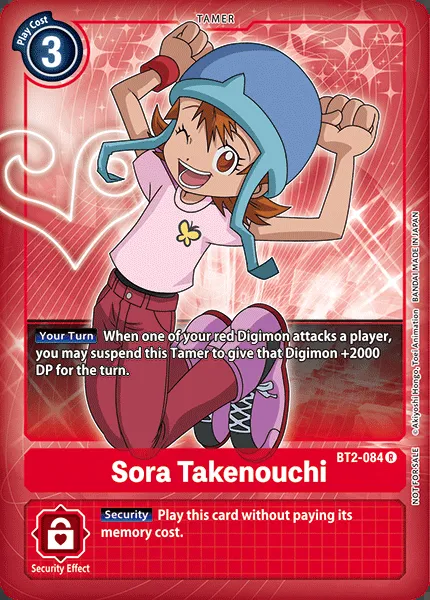 TAMER
Play Cost
3
Your Turn When one of your red Digimon attacks a player,
you may suspend this Tamer to give that Digimon +2000
DP for the turn.
©Akiyoshi Hongo, Toei Animation BANDAI MADE IN JAPAN
BT2-084 R
Sora Takenouchi
NOT FOR SALE
Security Play this card without paying its
memory cost.
Security Effect